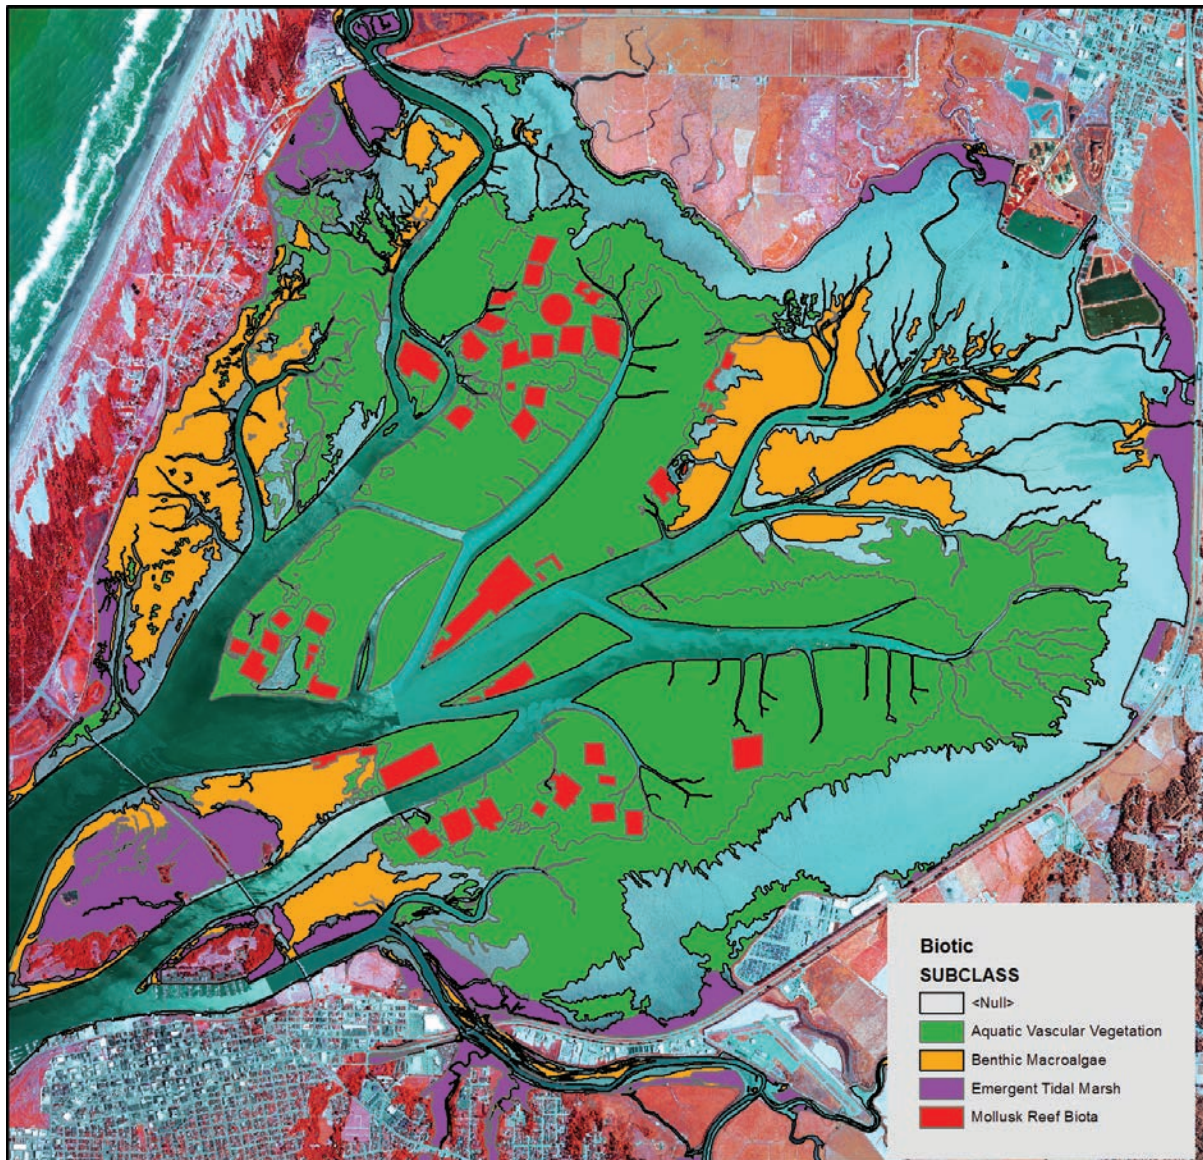 Biotic
SUBCLASS
<Null>
Aquatic Vascular Vegetation
Benthic Macroalgae
Emergent Tidal Marsh
Mollusk Reef Biota